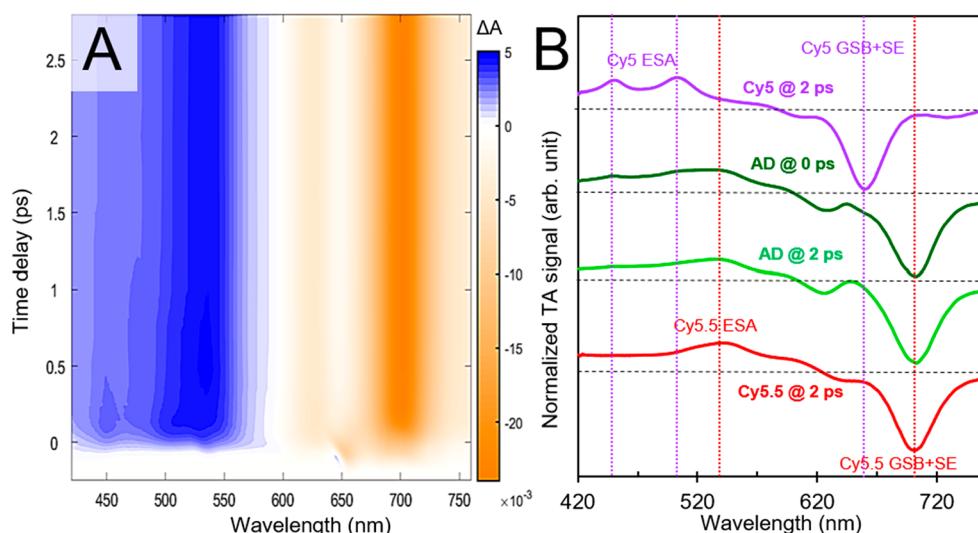 A
ΔA
2.5
2
1.5
1
0.5
0
Time delay (ps)
450
500
550
600
650
700
750
Wavelength (nm)
5
0
-5
-10
-15
-20
×10⁻³
B
Cy5 ESA
Cy5 GSB+SE
Cy5 @ 2 ps
AD @ 0 ps
AD @ 2 ps
Cy5.5 ESA
Cy5.5 @ 2 ps
Cy5.5 GSB+SE
Normalized TA signal (arb. unit)
420
520
620
720
Wavelength (nm)